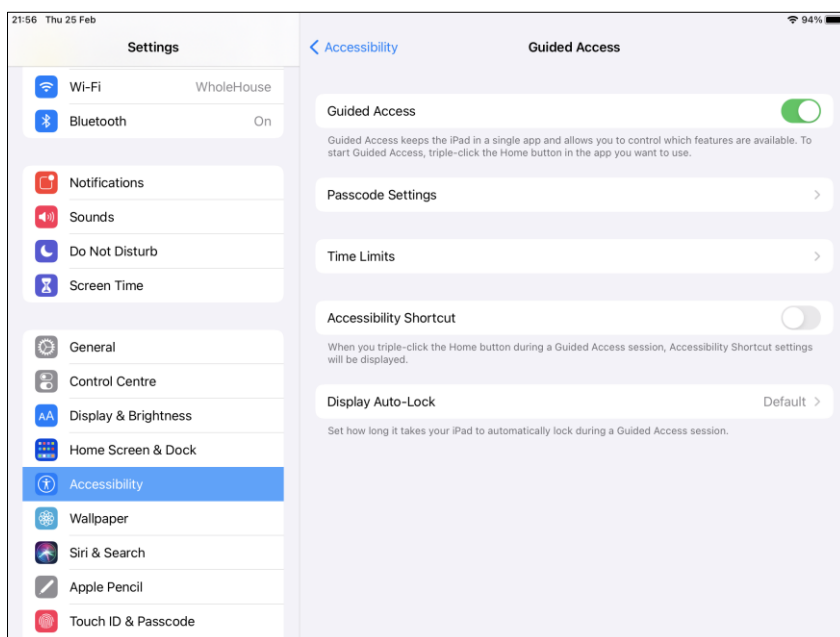 21:56 Thu 25 Feb
94%
Settings
Wi-Fi WholeHouse
Bluetooth On
Notifications
Sounds
Do Not Disturb
Screen Time
General
Control Centre
AA Display & Brightness
Home Screen & Dock
Accessibility
Wallpaper
Siri & Search
Apple Pencil
Touch ID & Passcode
Accessibility
Guided Access
Guided Access
Guided Access keeps the iPad in a single app and allows you to control which features are available. To
start Guided Access, triple-click the Home button in the app you want to use.
Passcode Settings
Time Limits
Accessibility Shortcut
When you triple-click the Home button during a Guided Access session, Accessibility Shortcut settings
will be displayed.
Display Auto-Lock Default
Set how long it takes your iPad to automatically lock during a Guided Access session.